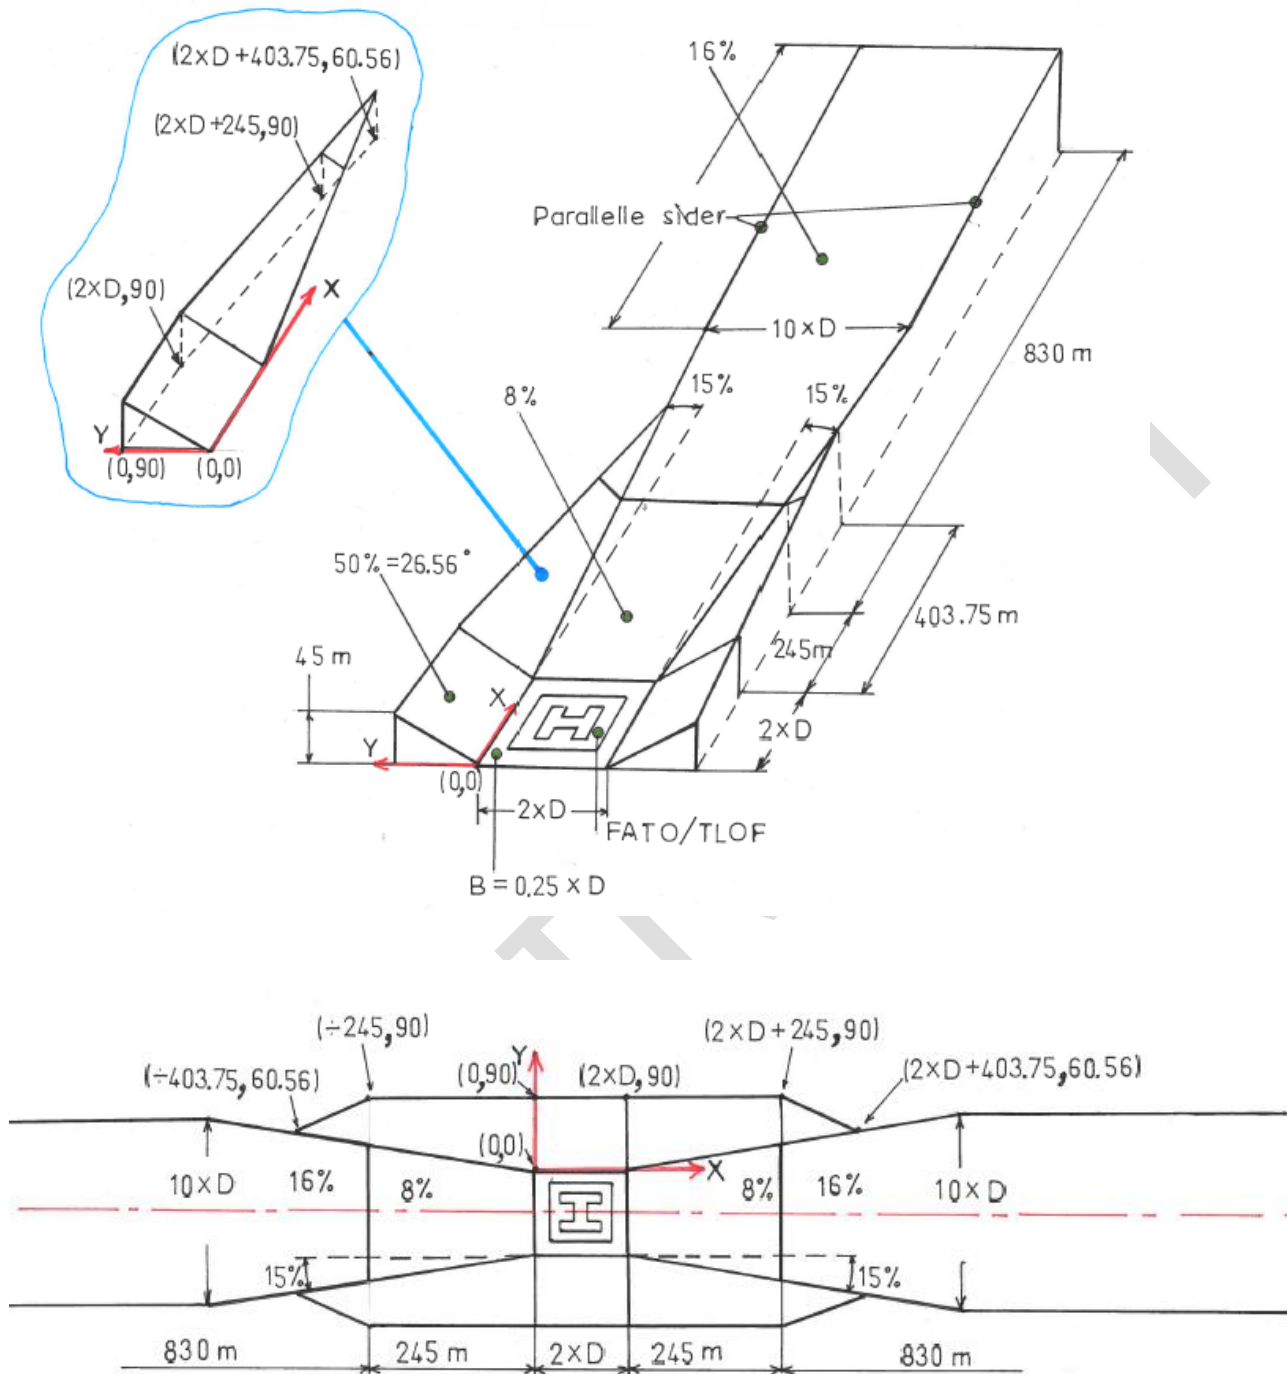 (2×D+403.75,60.56)
16%
(2×D+245,90)
Parallelle sider
(2×D,90)
X
10×D
830 m
15%
15%
8%
Y
(0,90)
(0,0)
50%=26.56°
403.75 m
245m
45 m
X
2×D
Y
(0,0)
2×D
FATO/TLOF
B=0.25 × D
(÷245,90)
(2×D+245,90)
Y
(÷403.75,60.56)
(0,90)
(2×D,90)
(2×D+403.75,60.56)
(0,0)
X
10×D
16%
8%
8%
16%
10×D
15%
15%
830 m
245 m
2×D
245 m
830 m